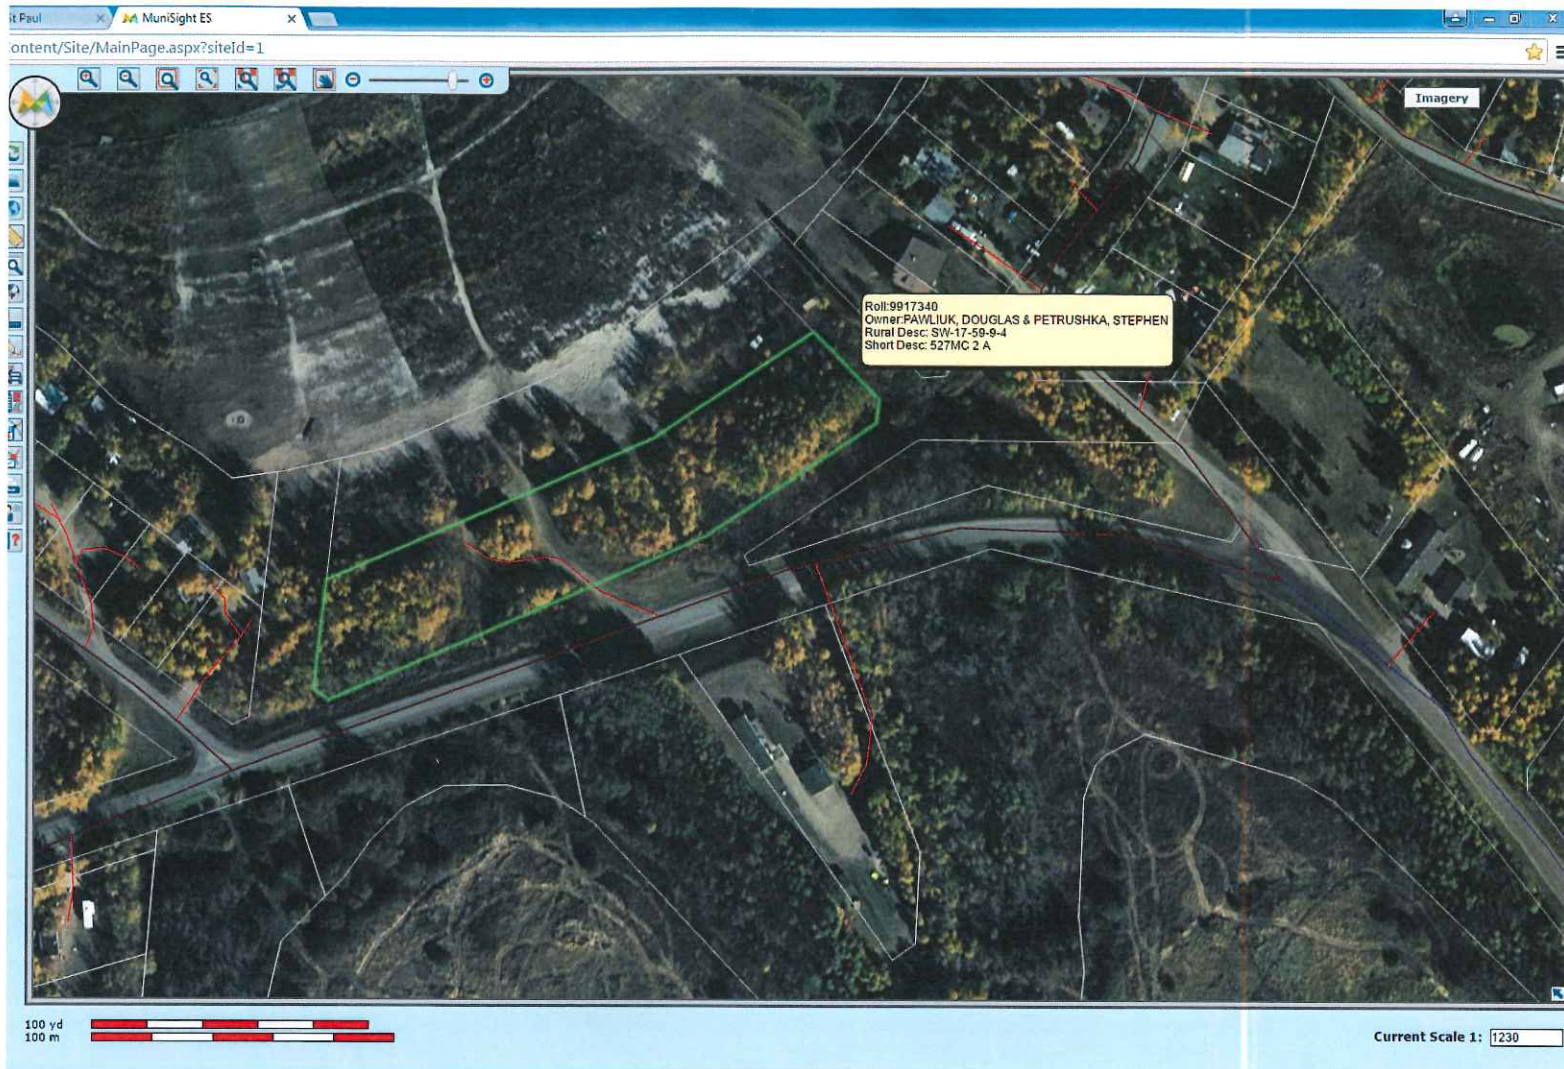 t Paul
MuniSight ES
ontent/Site/MainPage.aspx?siteId=1
Imagery
Roll:9917340
Owner:PAWLIUK, DOUGLAS & PETRUSHKA, STEPHEN
Rural Desc: SW-17-59-9-4
Short Desc: 527MC 2 A
100 yd
100 m
Current Scale 1: 1230